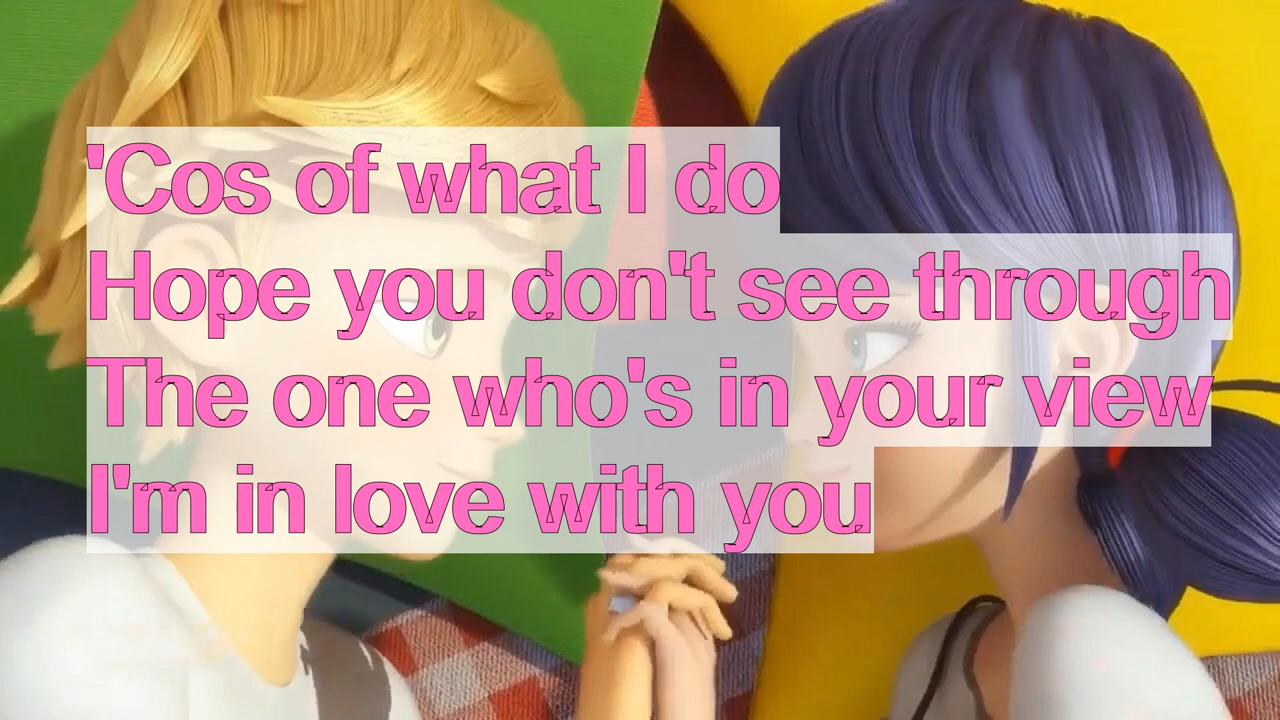 'Cos of what I do
Hope you don't see through
The one who's in your view
I'm in love with you